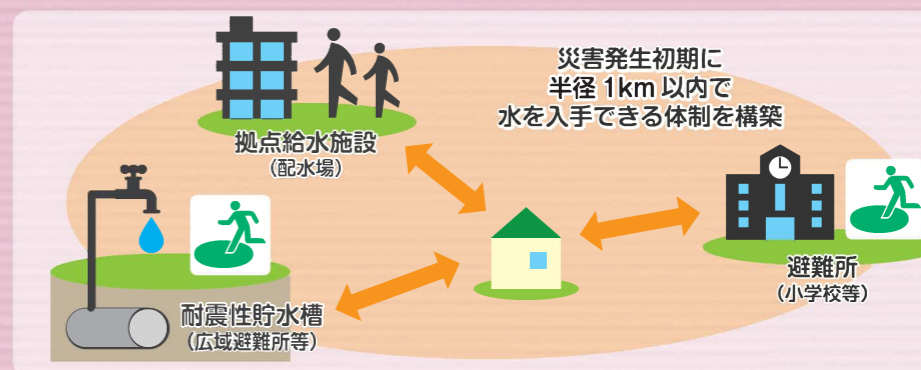 災害発生初期に
半径 1km 以内で
水を入手できる体制を構築
拠点給水施設
（配水場）
避難所
（小学校等）
耐震性貯水槽
（広域避難所等）